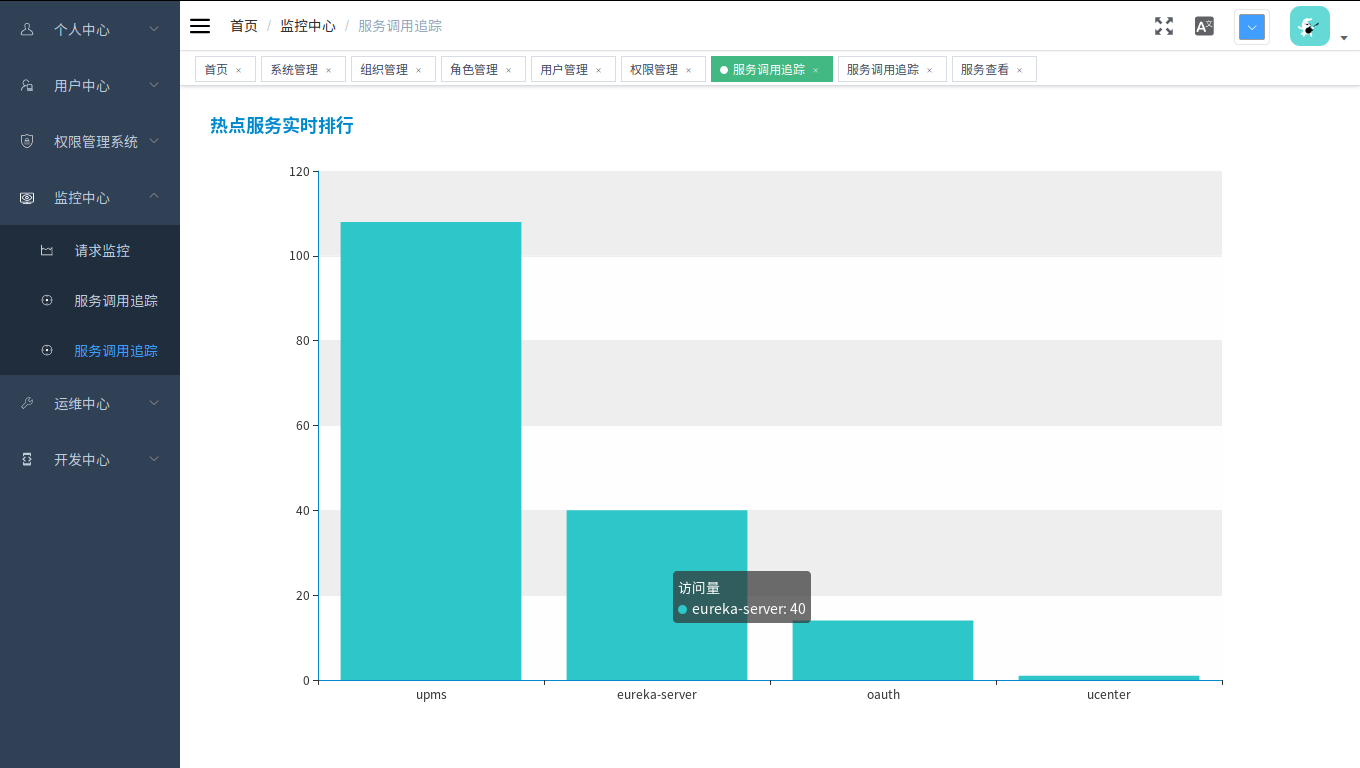 个人中心
用户中心
权限管理系统
监控中心
请求监控
服务调用追踪
服务调用追踪
运维中心
开发中心
首页 / 监控中心 / 服务调用追踪
首页 × 系统管理 × 组织管理 × 角色管理 × 用户管理 × 权限管理 × 服务调用追踪 × 服务调用追踪 × 服务查看 ×
热点服务实时排行
120
100
80
60
40
20
0
访问量
eureka-server: 40
upms eureka-server oauth ucenter